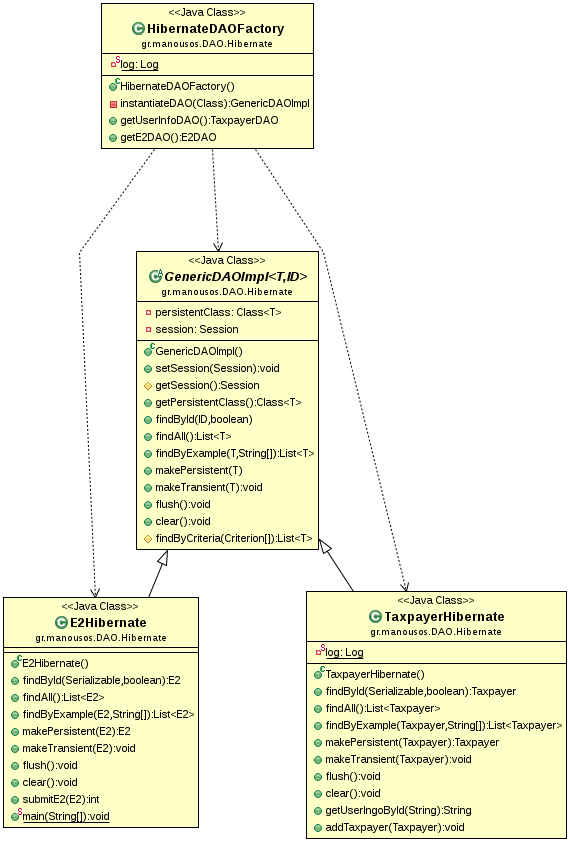 <<Java Class>>
HibernateDAOFactory
gr.manousos.DAO.Hibernate
log: Log
HibernateDAOFactory()
instantiateDAO(Class):GenericDAOImpl
getUserInfoDAO():TaxpayerDAO
getE2DAO():E2DAO
<<Java Class>>
GenericDAOImpl<T,ID>
gr.manousos.DAO.Hibernate
persistentClass: Class<T>
session: Session
GenericDAOImpl()
setSession(Session):void
getSession():Session
getPersistentClass():Class<T>
findById(ID,boolean)
findAll():List<T>
findByExample(T,String[]):List<T>
makePersistent(T)
makeTransient(T):void
flush():void
clear():void
findByCriteria(Criterion[]):List<T>
<<Java Class>>
E2Hibernate
gr.manousos.DAO.Hibernate
E2Hibernate()
findById(Serializable,boolean):E2
findAll():List<E2>
findByExample(E2,String[]):List<E2>
makePersistent(E2):E2
makeTransient(E2):void
flush():void
clear():void
submitE2(E2):int
main(String[]):void
<<Java Class>>
TaxpayerHibernate
gr.manousos.DAO.Hibernate
log: Log
TaxpayerHibernate()
findById(Serializable,boolean):Taxpayer
findAll():List<Taxpayer>
findByExample(Taxpayer,String[]):List<Taxpayer>
makePersistent(Taxpayer):Taxpayer
makeTransient(Taxpayer):void
flush():void
clear():void
getUserIngoById(String):String
addTaxpayer(Taxpayer):void